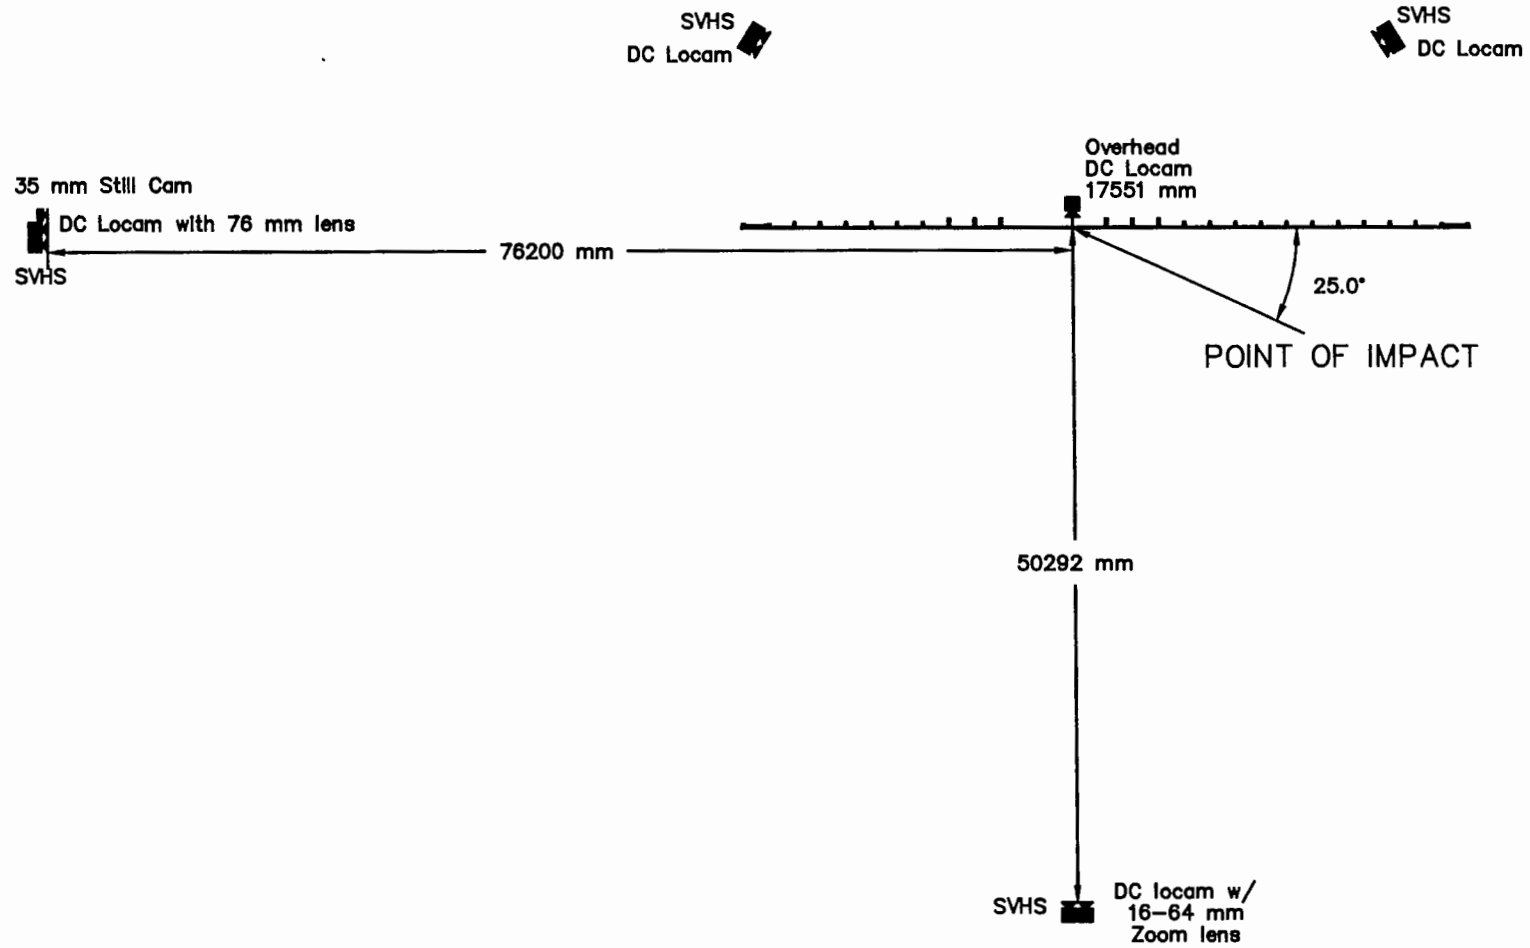 SVHS
DC Locam
SVHS
DC Locam
Overhead
DC Locam
17551 mm
35 mm Still Cam
DC Locam with 76 mm lens
SVHS
76200 mm
25.0°
POINT OF IMPACT
50292 mm
SVHS
DC locam w/
16-64 mm
Zoom lens